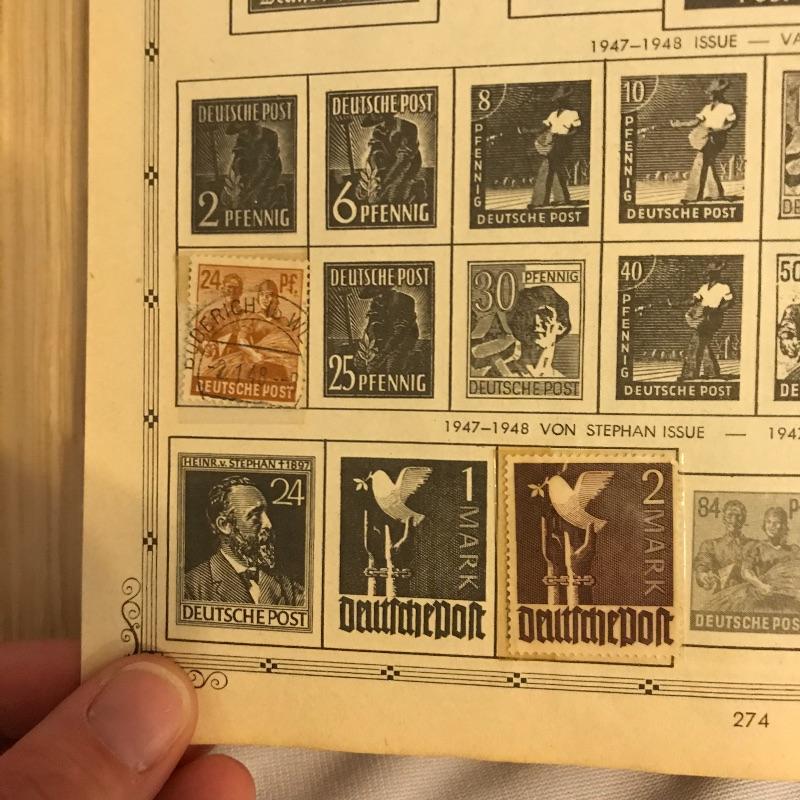 1947-1948 ISSUE — VA
DEUTSCHE POST
2 PFENNIG
DEUTSCHE POST
6 PFENNIG
8
PFENNIG
DEUTSCHE POST
10
PFENNIG
DEUTSCHE POST
24 Pf.
DEUTSCHE POST
DEUTSCHE POST
25 PFENNIG
30 PFENNIG
DEUTSCHE POST
40
PFENNIG
DEUTSCHE POST
50
1947-1948 VON STEPHAN ISSUE — 194
HEINR. v. STEPHAN †1897
24
DEUTSCHE POST
1 MARK
Deutsche Post
2 MARK
Deutsche Post
84 P
DEUTSCHE POS
274